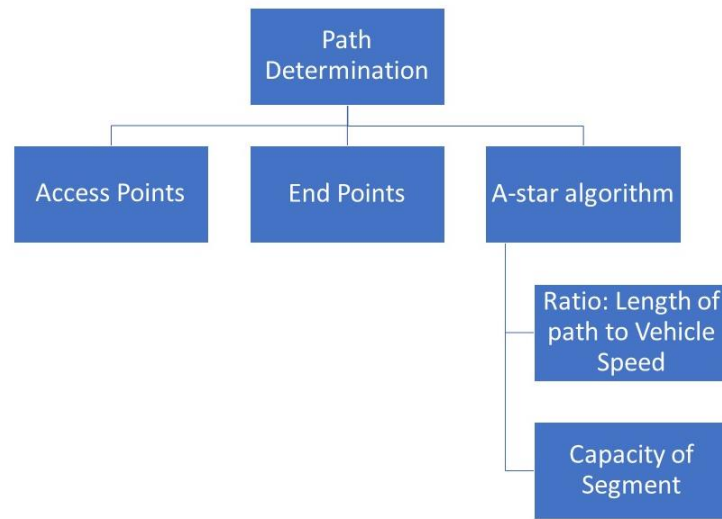 Path
Determination
Access Points
End Points
A-star algorithm
Ratio: Length of
path to Vehicle
Speed
Capacity of
Segment